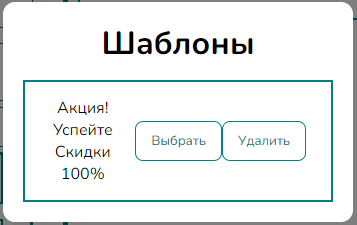 Шаблоны
Акция!
Успейте
Скидки
100%
Выбрать
Удалить